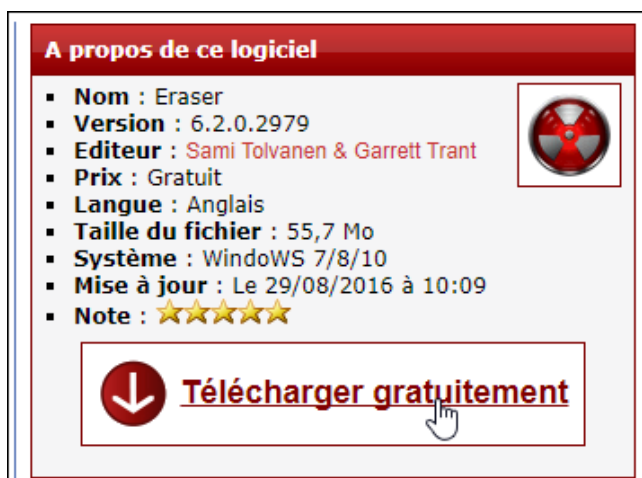 A propos de ce logiciel
Nom : Eraser
Version : 6.2.0.2979
Editeur : Sami Tolvanen & Garrett Trant
Prix : Gratuit
Langue : Anglais
Taille du fichier : 55,7 Mo
Système : WindoWS 7/8/10
Mise à jour : Le 29/08/2016 à 10:09
Note :
Télécharger gratuitement